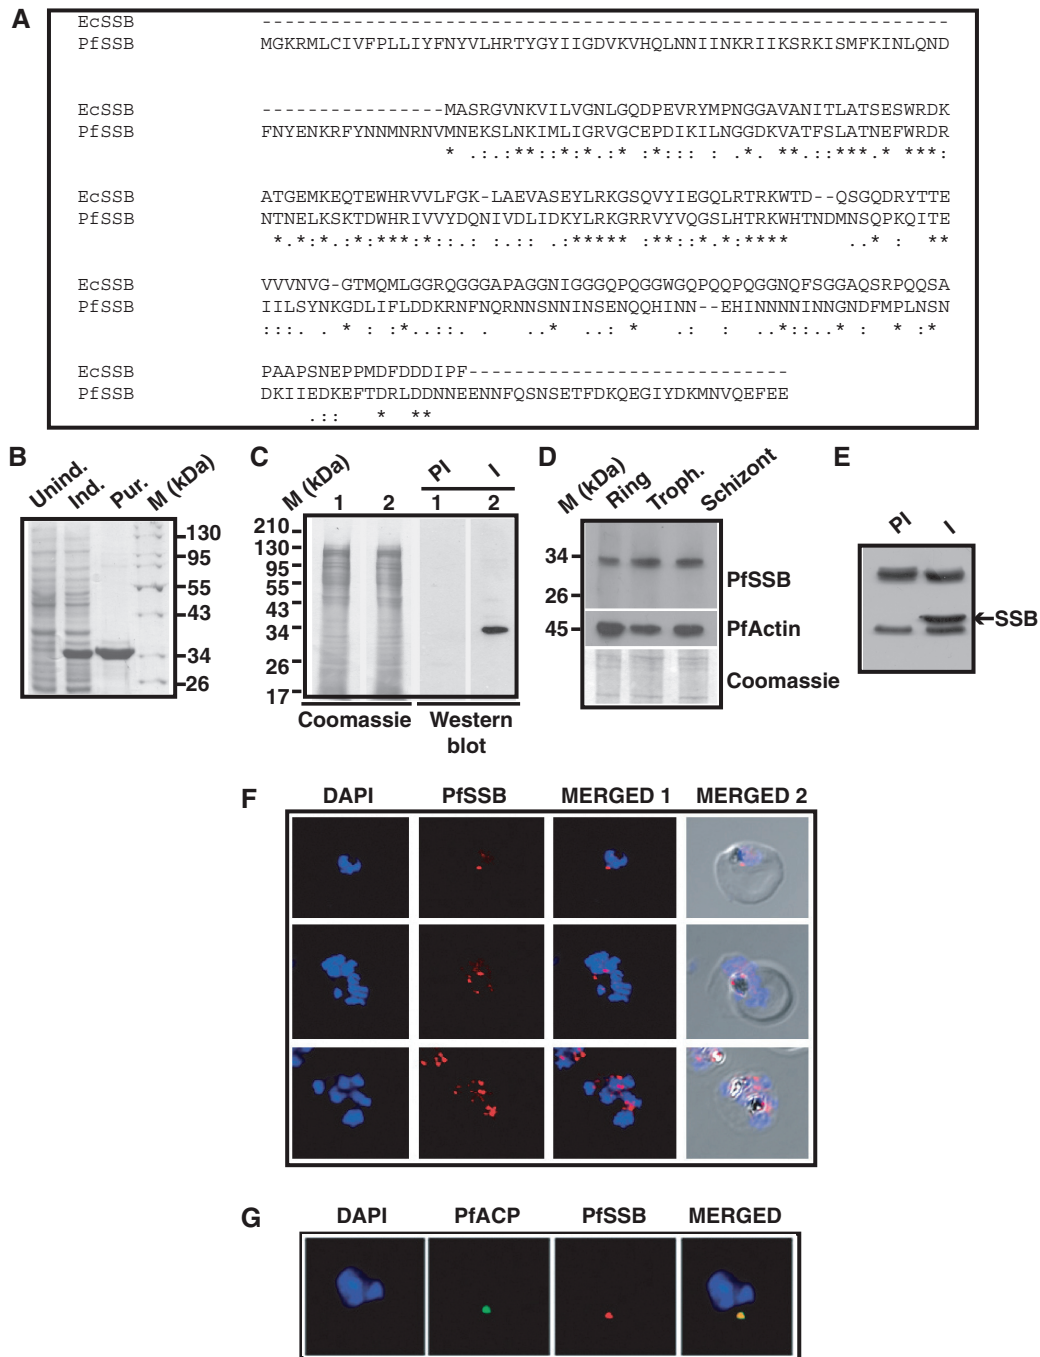 A
EcSSB -----------------------------------------------------------------
PfSSB MGKRMLCIVFPLLIYFNYVLHRTYGYIIGDVKVHQLNNIINKRIIKSRKISMFKINLQND
EcSSB ----------------MASRGVNKVILVGNLGQDPEVRYMPNGGAVANITLATSESWRDK
PfSSB FNYENKRFYNNMNRNVMNEKSLNKIMLIGRVGCEPDIKILNGGDKVATFSLATNEFWRDR
* .:.:**::*:*.:* :*::: : .*. **.::***.* ***:
EcSSB ATGEMKEQTEWHRVVLFGK-LAEVASEYLRKGSQVYIEGQLRTRKWTD--QSGQDRYTTE
PfSSB NTNELKSKTDWHRIVVYDQNIVDLIDKYLRKGRRVYVQGSLHTRKWHTNDMNSQPKQITE
*.*:*.:*:***:*::.: :.:: .:***** :**::*.*:**** ..* : **
EcSSB VVVNVG-GTMQMLGGRQGGGAPAGGNIGGGQPQGGWGQPQQPQGGNQFSGGAQSRPQQSA
PfSSB IILSYNKGDLIFLDDKRNFNQRNNSNNINSENQQHINN--EHINNNNINNGNDFMPLNSN
:::. . * : :*..::. . ..* .: * .: : ..*:..* : * :*
EcSSB PAAPSNEPPMDFDDDIPF----------------------------
PfSSB DKIIEDKEFTDRLDDNNEENNFQSNSETFDKQEGIYDKMNVQEFEE
.:: * **
B
Unind. Ind. Pur. M (kDa)
130
95
55
43
34
26
C
M (kDa)
PI I
1 2 1 2
210
130
95
55
43
34
26
17
Coomassie Western
blot
D
M (kDa) Ring Troph. Schizont
34
26
PfSSB
45
PfActin
Coomassie
E
PI I
←SSB
F
DAPI PfSSB MERGED 1 MERGED 2
G
DAPI PfACP PfSSB MERGED